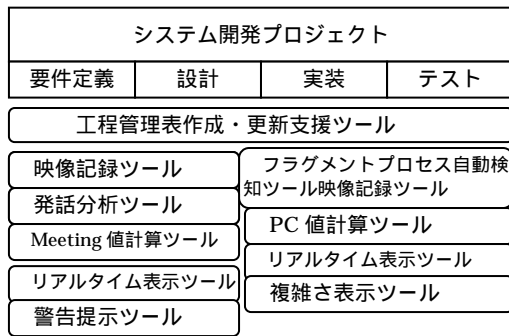 システム開発プロジェクト
要件定義 設計 実装 テスト
工程管理表作成・更新支援ツール
映像記録ツール
発話分析ツール
Meeting 値計算ツール
リアルタイム表示ツール
警告提示ツール
フラグメントプロセス自動検
知ツール映像記録ツール
PC 値計算ツール
リアルタイム表示ツール
複雑さ表示ツール